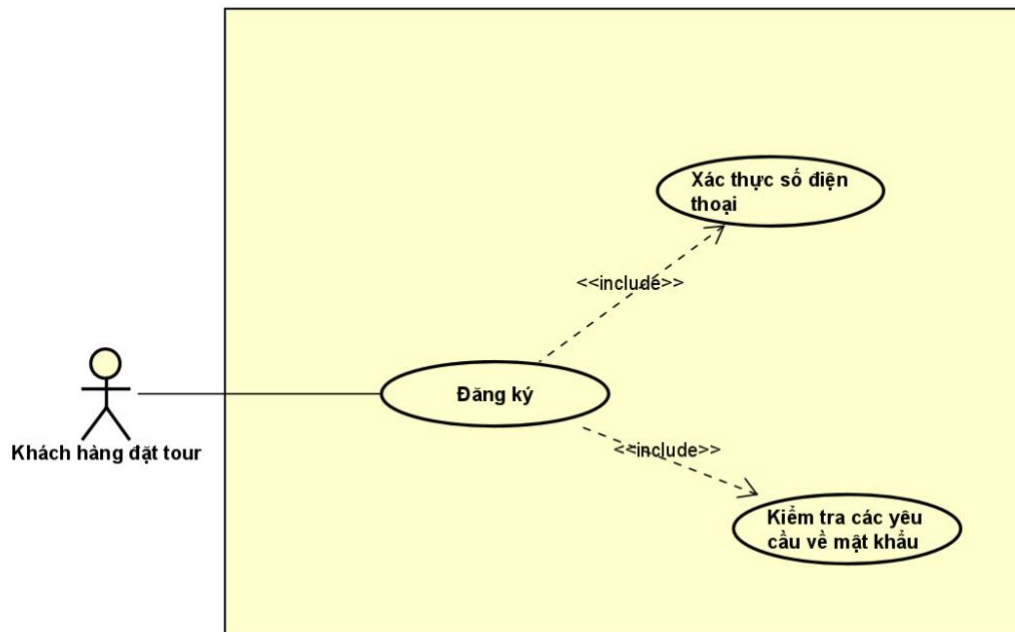 Xác thực số điện
thoại
<<include>>
Đăng ký
Khách hàng đặt tour
<<include>>
Kiểm tra các yêu
cầu về mật khẩu